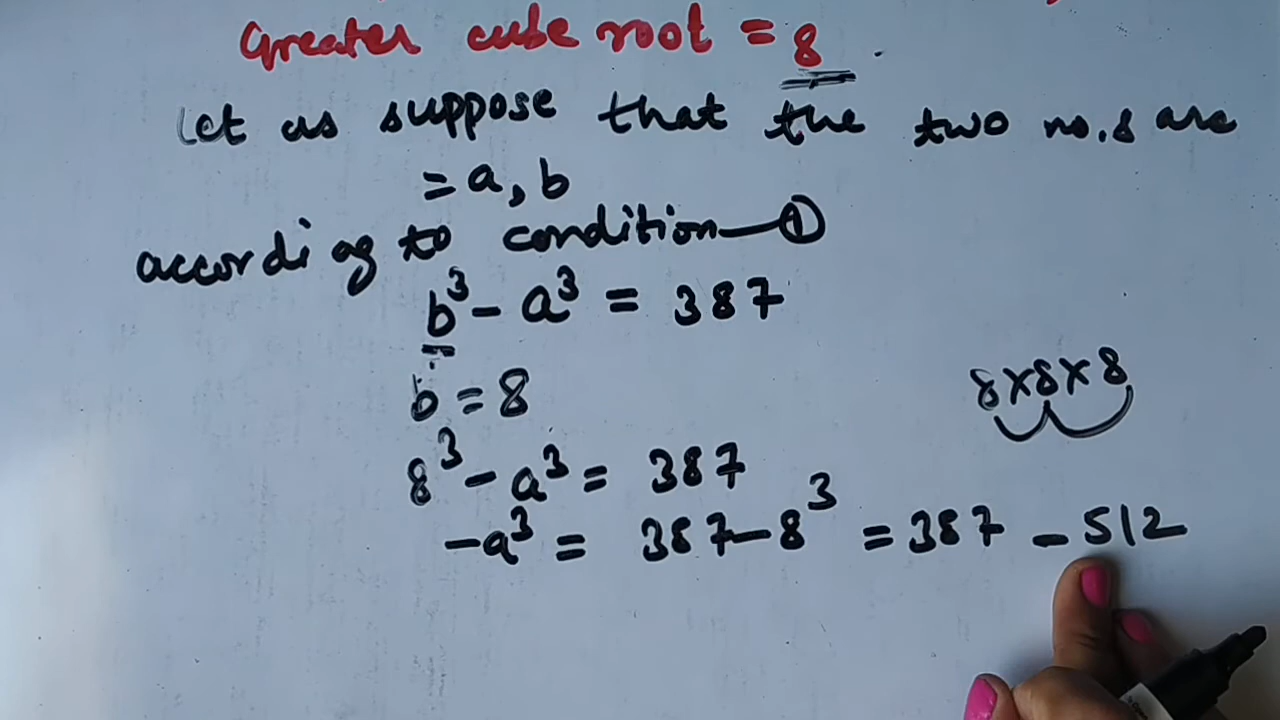 Greater cube root = 8
Let us suppose that the two no.s are
= a, b
accordig to condition — ①
b³ - a³ = 387
b = 8
8×8×8
8³ - a³ = 387
-a³ = 387 - 8³ = 387 - 512